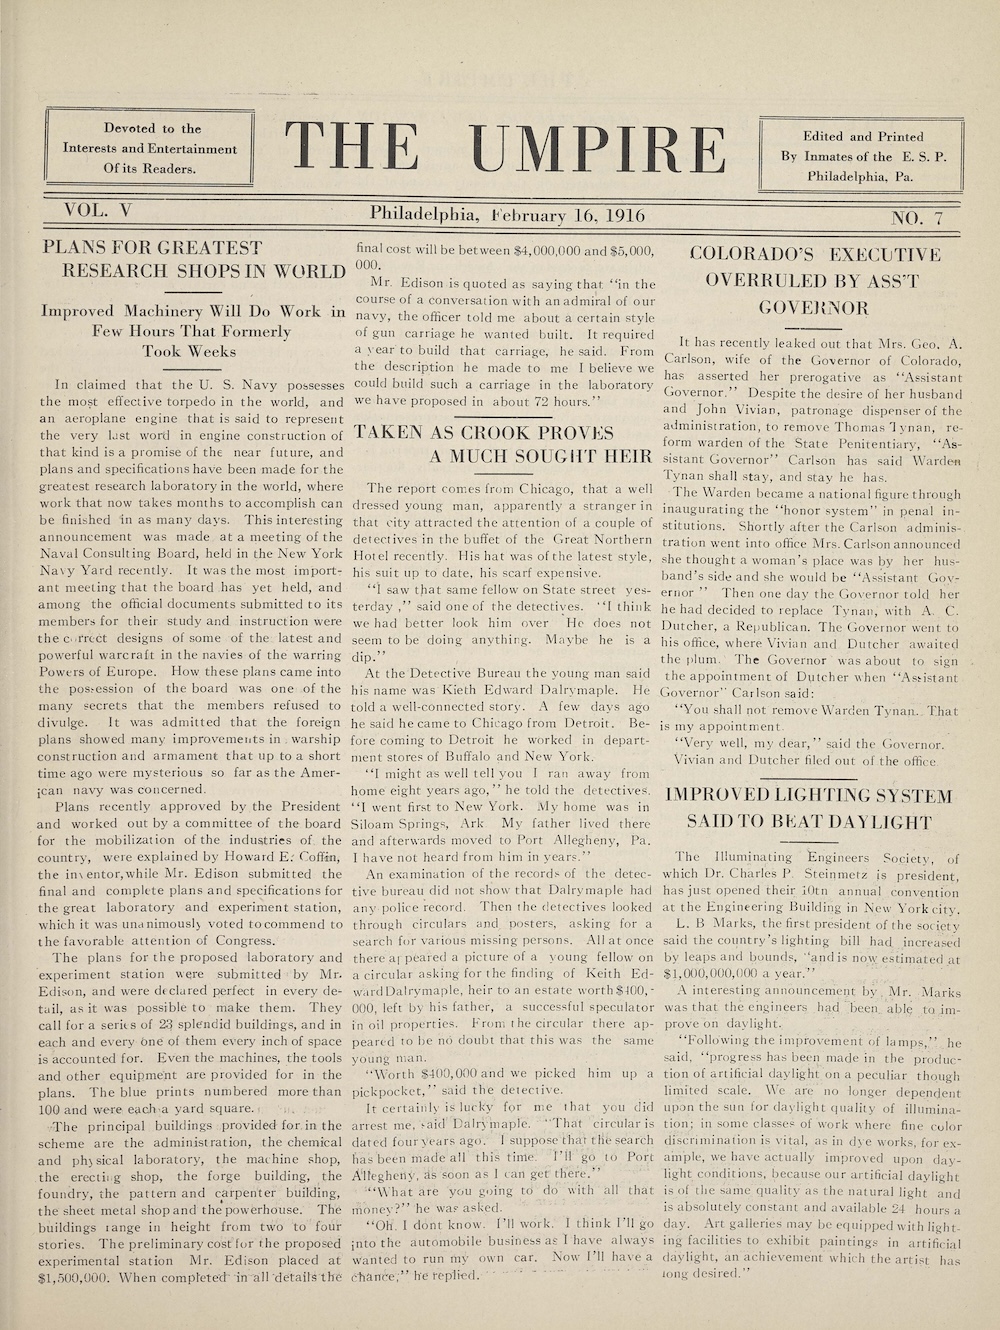 Devoted to the
Interests and Entertainment
Of its Readers.
THE UMPIRE
Edited and Printed
By Inmates of the E. S. P.
Philadelphia, Pa.
VOL. V
Philadelphia, February 16, 1916
NO. 7
PLANS FOR GREATEST
RESEARCH SHOPS IN WORLD
Improved Machinery Will Do Work in
Few Hours That Formerly
Took Weeks
In claimed that the U. S. Navy possesses
the most effective torpedo in the world, and
an aeroplane engine that is said to represent
the very last word in engine construction of
that kind is a promise of the near future, and
plans and specifications have been made for the
greatest research laboratory in the world, where
work that now takes months to accomplish can
be finished in as many days. This interesting
announcement was made at a meeting of the
Naval Consulting Board, held in the New York
Navy Yard recently. It was the most import-
ant meeting that the board has yet held, and
among the official documents submitted to its
members for their study and instruction were
the correct designs of some of the latest and
powerful warcraft in the navies of the warring
Powers of Europe. How these plans came into
the possession of the board was one of the
many secrets that the members refused to
divulge. It was admitted that the foreign
plans showed many improvements in warship
construction and armament that up to a short
time ago were mysterious so far as the Amer-
ican navy was concerned.
Plans recently approved by the President
and worked out by a committee of the board
for the mobilization of the industries of the
country, were explained by Howard E. Coffin,
the inventor, while Mr. Edison submitted the
final and complete plans and specifications for
the great laboratory and experiment station,
which it was unanimously voted to commend to
the favorable attention of Congress.
The plans for the proposed laboratory and
experiment station were submitted by Mr.
Edison, and were declared perfect in every de-
tail, as it was possible to make them. They
call for a series of 23 splendid buildings, and in
each and every one of them every inch of space
is accounted for. Even the machines, the tools
and other equipment are provided for in the
plans. The blue prints numbered more than
100 and were each a yard square.
The principal buildings provided for in the
scheme are the administration, the chemical
and physical laboratory, the machine shop,
the erecting shop, the forge building, the
foundry, the pattern and carpenter building,
the sheet metal shop and the powerhouse. The
buildings range in height from two to four
stories. The preliminary cost for the proposed
experimental station Mr. Edison placed at
$1,500,000. When completed in all details the
final cost will be between $4,000,000 and $5,000,
000.
Mr. Edison is quoted as saying that "in the
course of a conversation with an admiral of our
navy, the officer told me about a certain style
of gun carriage he wanted built. It required
a year to build that carriage, he said. From
the description he made to me I believe we
could build such a carriage in the laboratory
we have proposed in about 72 hours."
TAKEN AS CROOK PROVES
A MUCH SOUGHT HEIR
The report comes from Chicago, that a well
dressed young man, apparently a stranger in
that city attracted the attention of a couple of
detectives in the buffet of the Great Northern
Hotel recently. His hat was of the latest style,
his suit up to date, his scarf expensive.
"I saw that same fellow on State street yes-
terday ," said one of the detectives. "I think
we had better look him over He does not
seem to be doing anything. Maybe he is a
dip."
At the Detective Bureau the young man said
his name was Kieth Edward Dalrymaple. He
told a well-connected story. A few days ago
he said he came to Chicago from Detroit. Be-
fore coming to Detroit he worked in depart-
ment stores of Buffalo and New York.
"I might as well tell you I ran away from
home eight years ago," he told the detectives.
"I went first to New York. My home was in
Siloam Springs, Ark My father lived there
and afterwards moved to Port Allegheny, Pa.
I have not heard from him in years."
An examination of the records of the detec-
tive bureau did not show that Dalrymaple had
any police record. Then the detectives looked
through circulars and posters, asking for a
search for various missing persons. All at once
there appeared a picture of a young fellow on
a circular asking for the finding of Keith Ed-
ward Dalrymaple, heir to an estate worth $400,-
000, left by his father, a successful speculator
in oil properties. From the circular there ap-
peared to be no doubt that this was the same
young man.
"Worth $400,000 and we picked him up a
pickpocket," said the detective.
It certainly is lucky for me that you did
arrest me, said Dalrymaple. "That circular is
dated four years ago. I suppose that the search
has been made all this time. I'll go to Port
Allegheny, as soon as I can get there."
"What are you going to do with all that
money?" he was asked.
"Oh, I dont know. I'll work. I think I'll go
into the automobile business as I have always
wanted to run my own car. Now I'll have a
chance," he replied.
COLORADO'S EXECUTIVE
OVERRULED BY ASS'T
GOVERNOR
It has recently leaked out that Mrs. Geo. A.
Carlson, wife of the Governor of Colorado,
has asserted her prerogative as "Assistant
Governor." Despite the desire of her husband
and John Vivian, patronage dispenser of the
administration, to remove Thomas Tynan, re-
form warden of the State Penitentiary, "As-
sistant Governor" Carlson has said Warden
Tynan shall stay, and stay he has.
The Warden became a national figure through
inaugurating the "honor system" in penal in-
stitutions. Shortly after the Carlson adminis-
tration went into office Mrs. Carlson announced
she thought a woman's place was by her hus-
band's side and she would be "Assistant Gov-
ernor " Then one day the Governor told her
he had decided to replace Tynan, with A. C.
Dutcher, a Republican. The Governor went to
his office, where Vivian and Dutcher awaited
the plum. The Governor was about to sign
the appointment of Dutcher when "Assistant
Governor" Carlson said:
"You shall not remove Warden Tynan. That
is my appointment.
"Very well, my dear," said the Governor.
Vivian and Dutcher filed out of the office
IMPROVED LIGHTING SYSTEM
SAID TO BEAT DAYLIGHT
The Illuminating Engineers Society, of
which Dr. Charles P. Steinmetz is president,
has just opened their 10tn annual convention
at the Engineering Building in New York city.
L. B Marks, the first president of the society
said the country's lighting bill had increased
by leaps and bounds, "and is now estimated at
$1,000,000,000 a year."
A interesting announcement by Mr. Marks
was that the engineers had been able to im-
prove on daylight.
"Following the improvement of lamps," he
said, "progress has been made in the produc-
tion of artificial daylight on a peculiar though
limited scale. We are no longer dependent
upon the sun for daylight quality of illumina-
tion; in some classes of work where fine color
discrimination is vital, as in dye works, for ex-
ample, we have actually improved upon day-
light conditions, because our artificial daylight
is of the same quality as the natural light and
is absolutely constant and available 24 hours a
day. Art galleries may be equipped with light-
ing facilities to exhibit paintings in artificial
daylight, an achievement which the artist has
long desired."